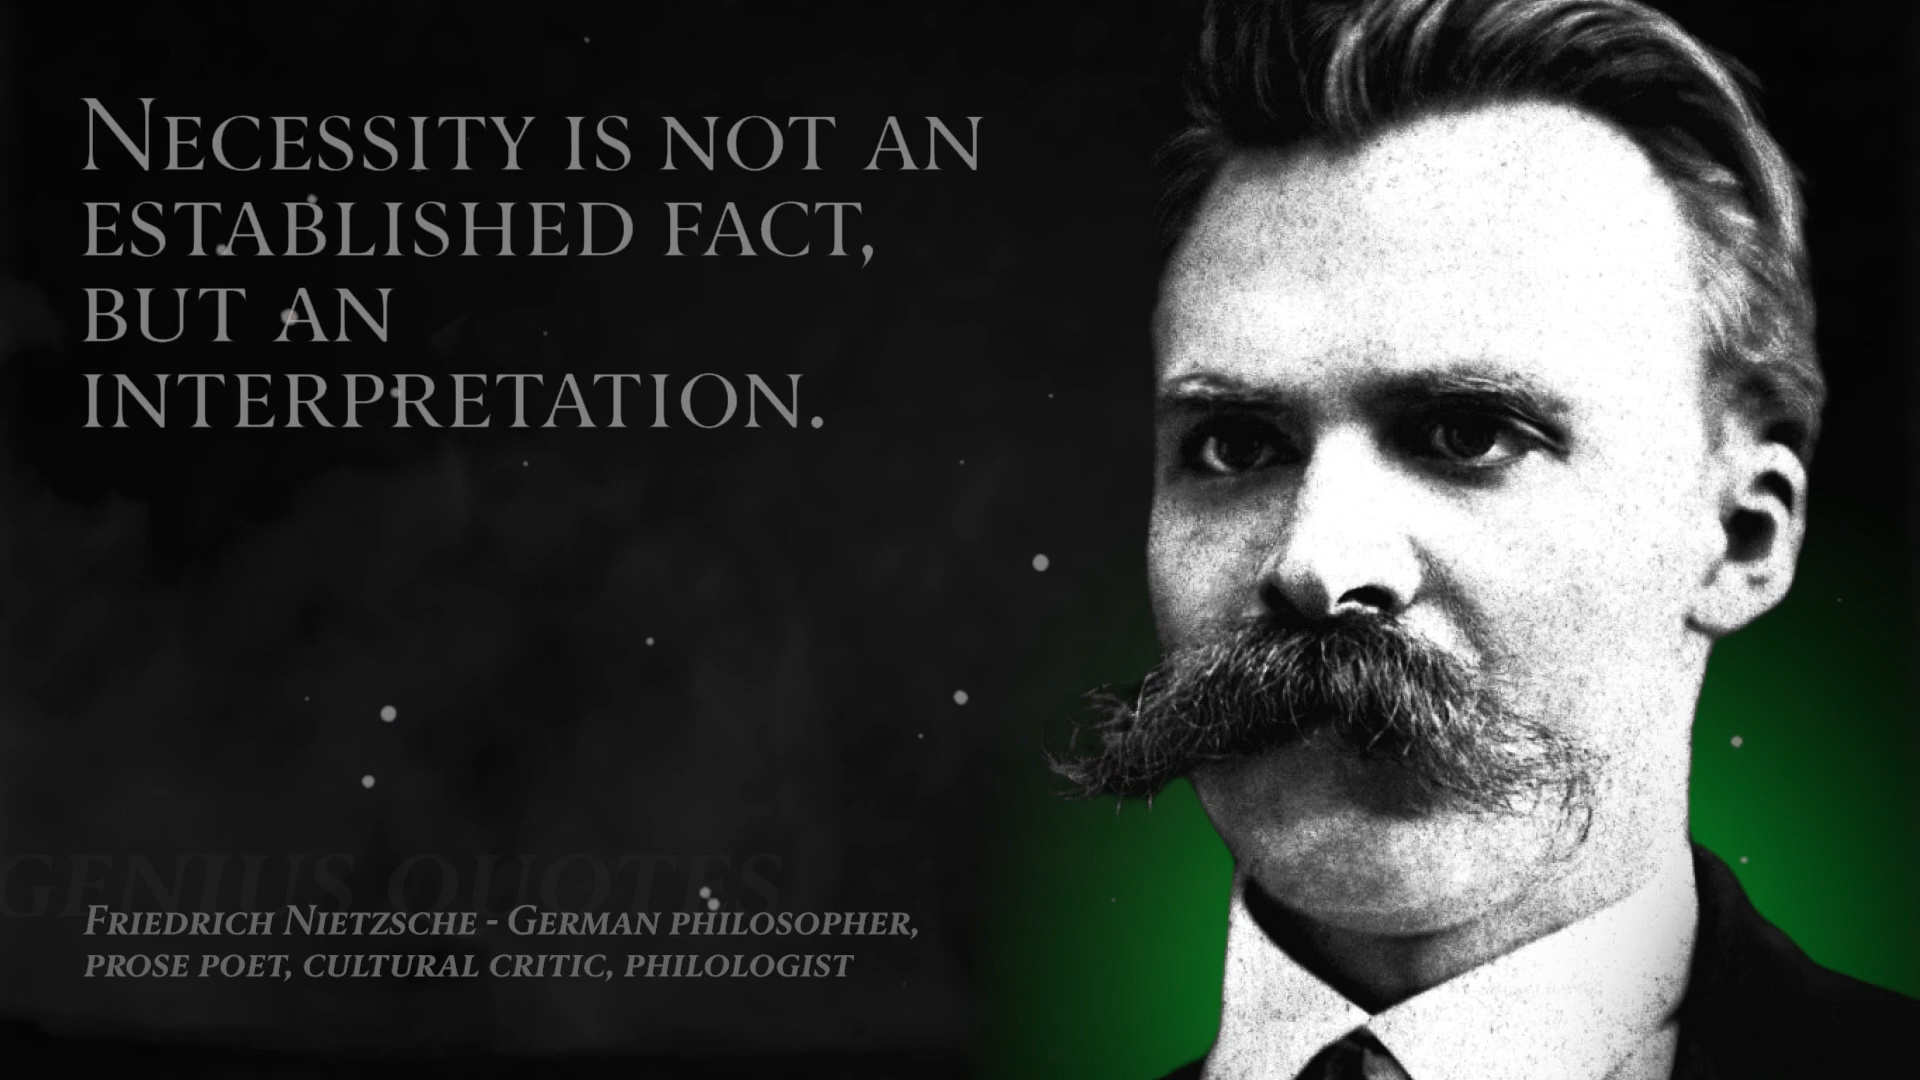 Necessity is not an
established fact,
but an
interpretation.
GENIUS QUOTES
Friedrich Nietzsche - German philosopher,
prose poet, cultural critic, philologist